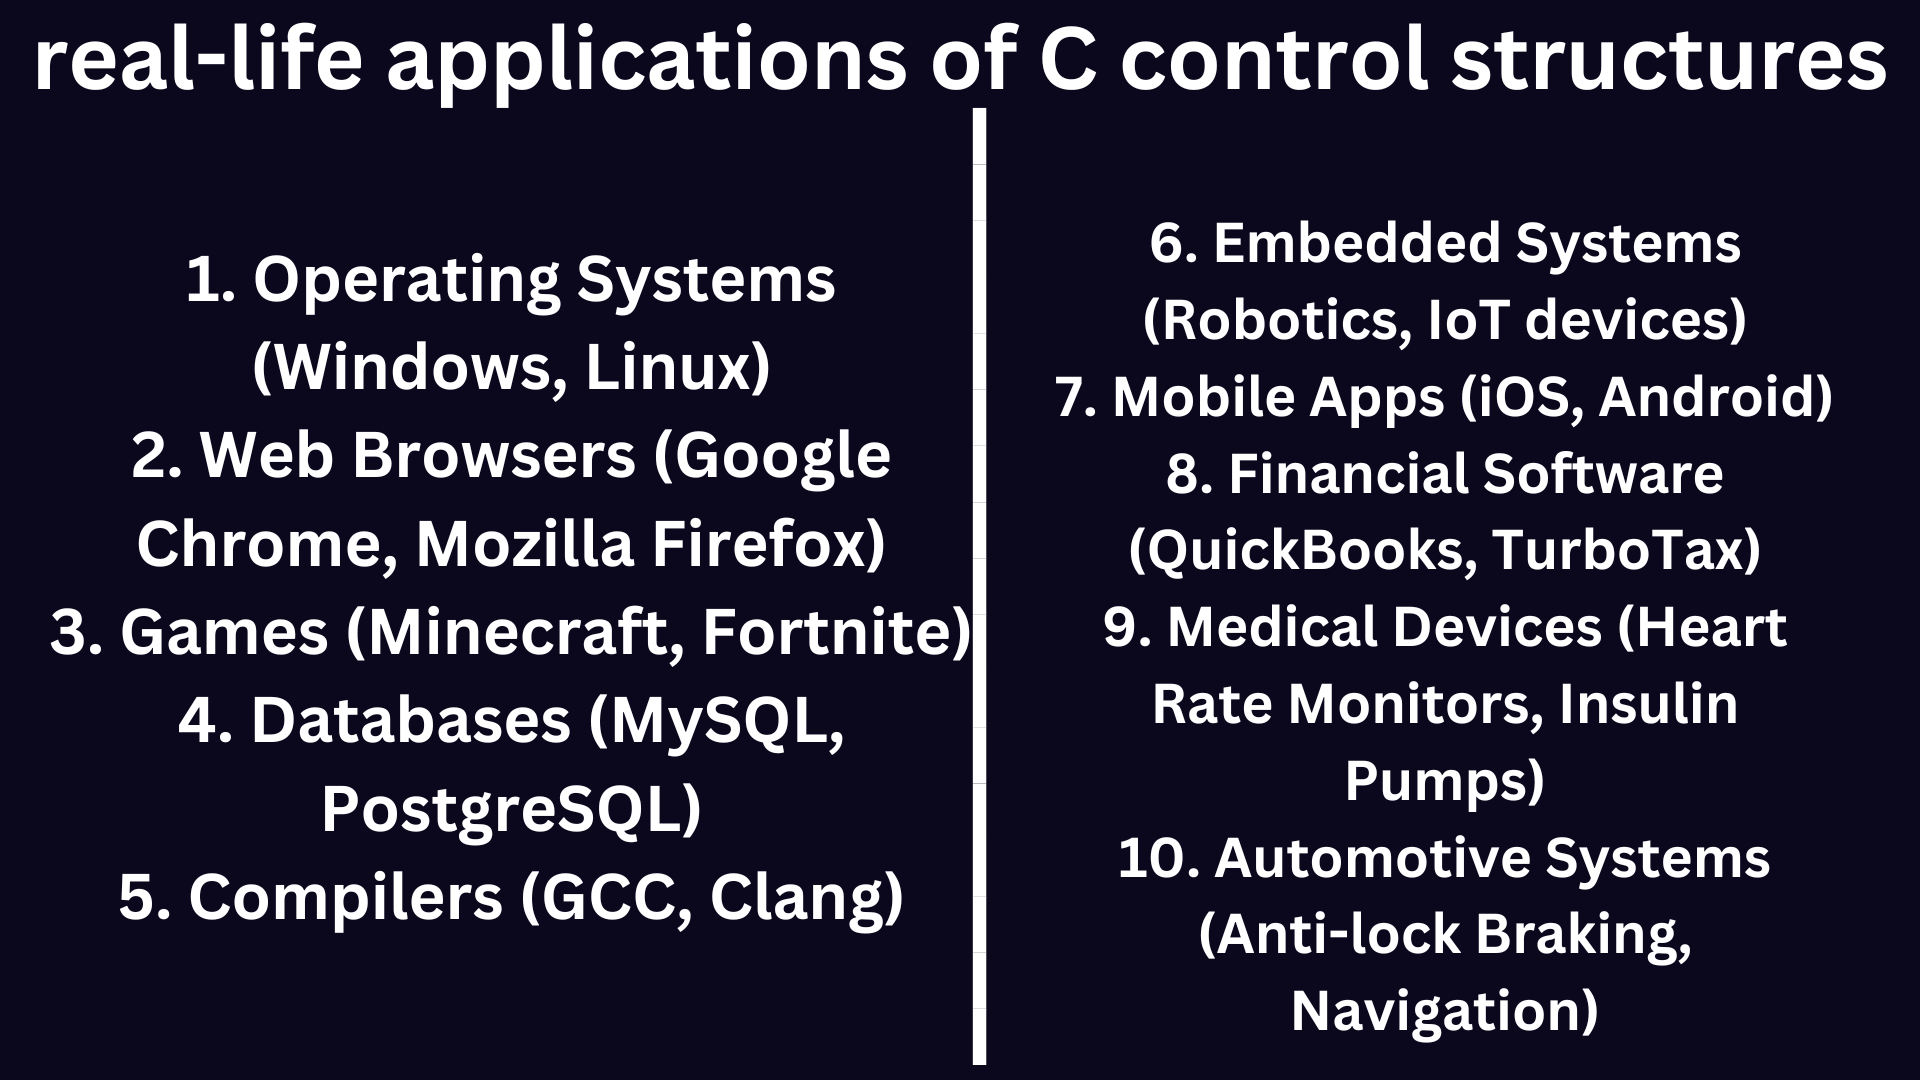 real-life applications of C control structures
1. Operating Systems
(Windows, Linux)
2. Web Browsers (Google
Chrome, Mozilla Firefox)
3. Games (Minecraft, Fortnite)
4. Databases (MySQL,
PostgreSQL)
5. Compilers (GCC, Clang)
6. Embedded Systems
(Robotics, IoT devices)
7. Mobile Apps (iOS, Android)
8. Financial Software
(QuickBooks, TurboTax)
9. Medical Devices (Heart
Rate Monitors, Insulin
Pumps)
10. Automotive Systems
(Anti-lock Braking,
Navigation)